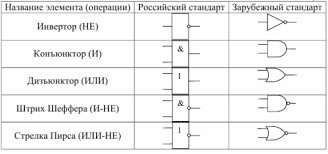 Название элемента (операции) Российский стандарт Зарубежный стандарт
Инвертор (НЕ)
Конъюнктор (И) &
Дизъюнктор (ИЛИ) 1
Штрих Шеффера (И-НЕ) &
Стрелка Пирса (ИЛИ-НЕ) 1